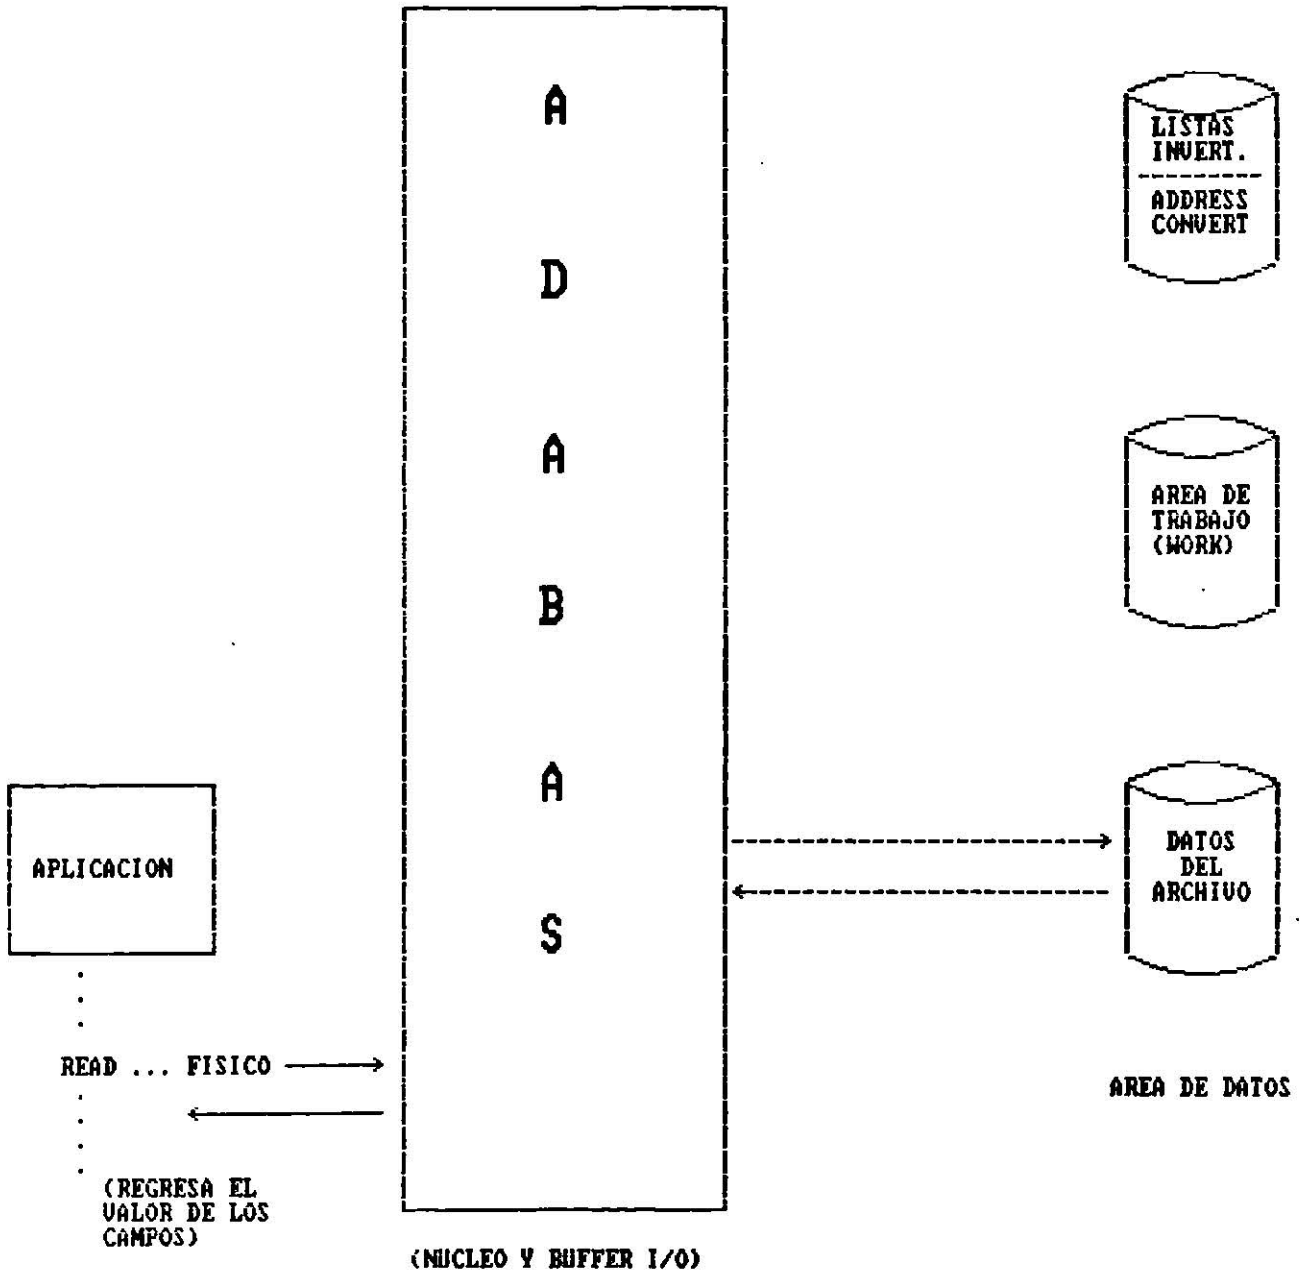 A
D
A
B
A
S
LISTAS
INVERT.
ADDRESS
CONVERT
AREA DE
TRABAJO
(WORK)
DATOS
DEL
ARCHIVO
AREA DE DATOS
APLICACION
READ ... FISICO
(REGRESA EL
VALOR DE LOS
CAMPOS)
(NUCLEO Y BUFFER I/O)